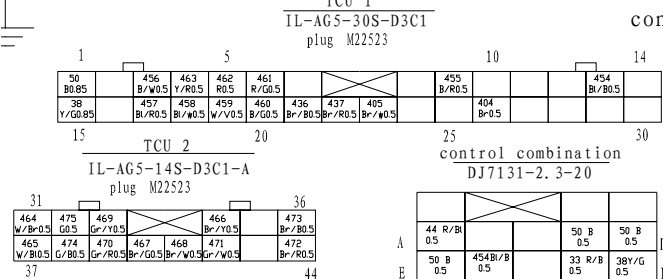 TCU 1
IL-AG5-30S-D3C1
plug M22523
con
1 5 10 14
50 B0.85 456 B/W0.5 463 Y/R0.5 462 R0.5 461 R/G0.5 455 B/R0.5 454 Bl/B0.5
38 Y/G0.85 457 Bl/R0.5 458 Bl/W0.5 459 W/V0.5 460 B/G0.5 436 Br/B0.5 437 Br/R0.5 405 Br/W0.5 404 Br0.5
15 20 25 30
TCU 2
IL-AG5-14S-D3C1-A
plug M22523
31 36
464 W/Br0.5 475 G0.5 469 Gr/Y0.5 466 Br/Y0.5 473 Br/B0.5
465 W/Bl0.5 474 G/B0.5 470 Gr/R0.5 467 Br/G0.5 468 Br/W0.5 471 Gr/W0.5 472 Br/R0.5
37 44
control combination
DJ7131-2.3-20
A 44 R/Bl 0.5 50 B 0.5 50 B 0.5
E 50 B 0.5 454Bl/B 0.5 33 R/B 0.5 38Y/G 0.5